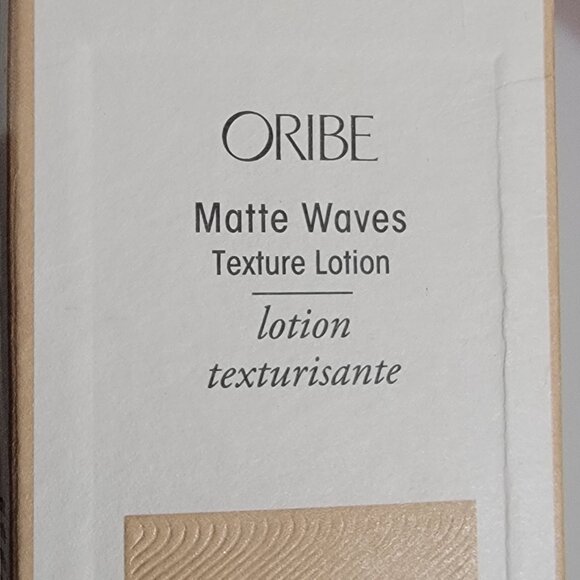 ORIBE
Matte Waves
Texture Lotion
lotion
texturisante